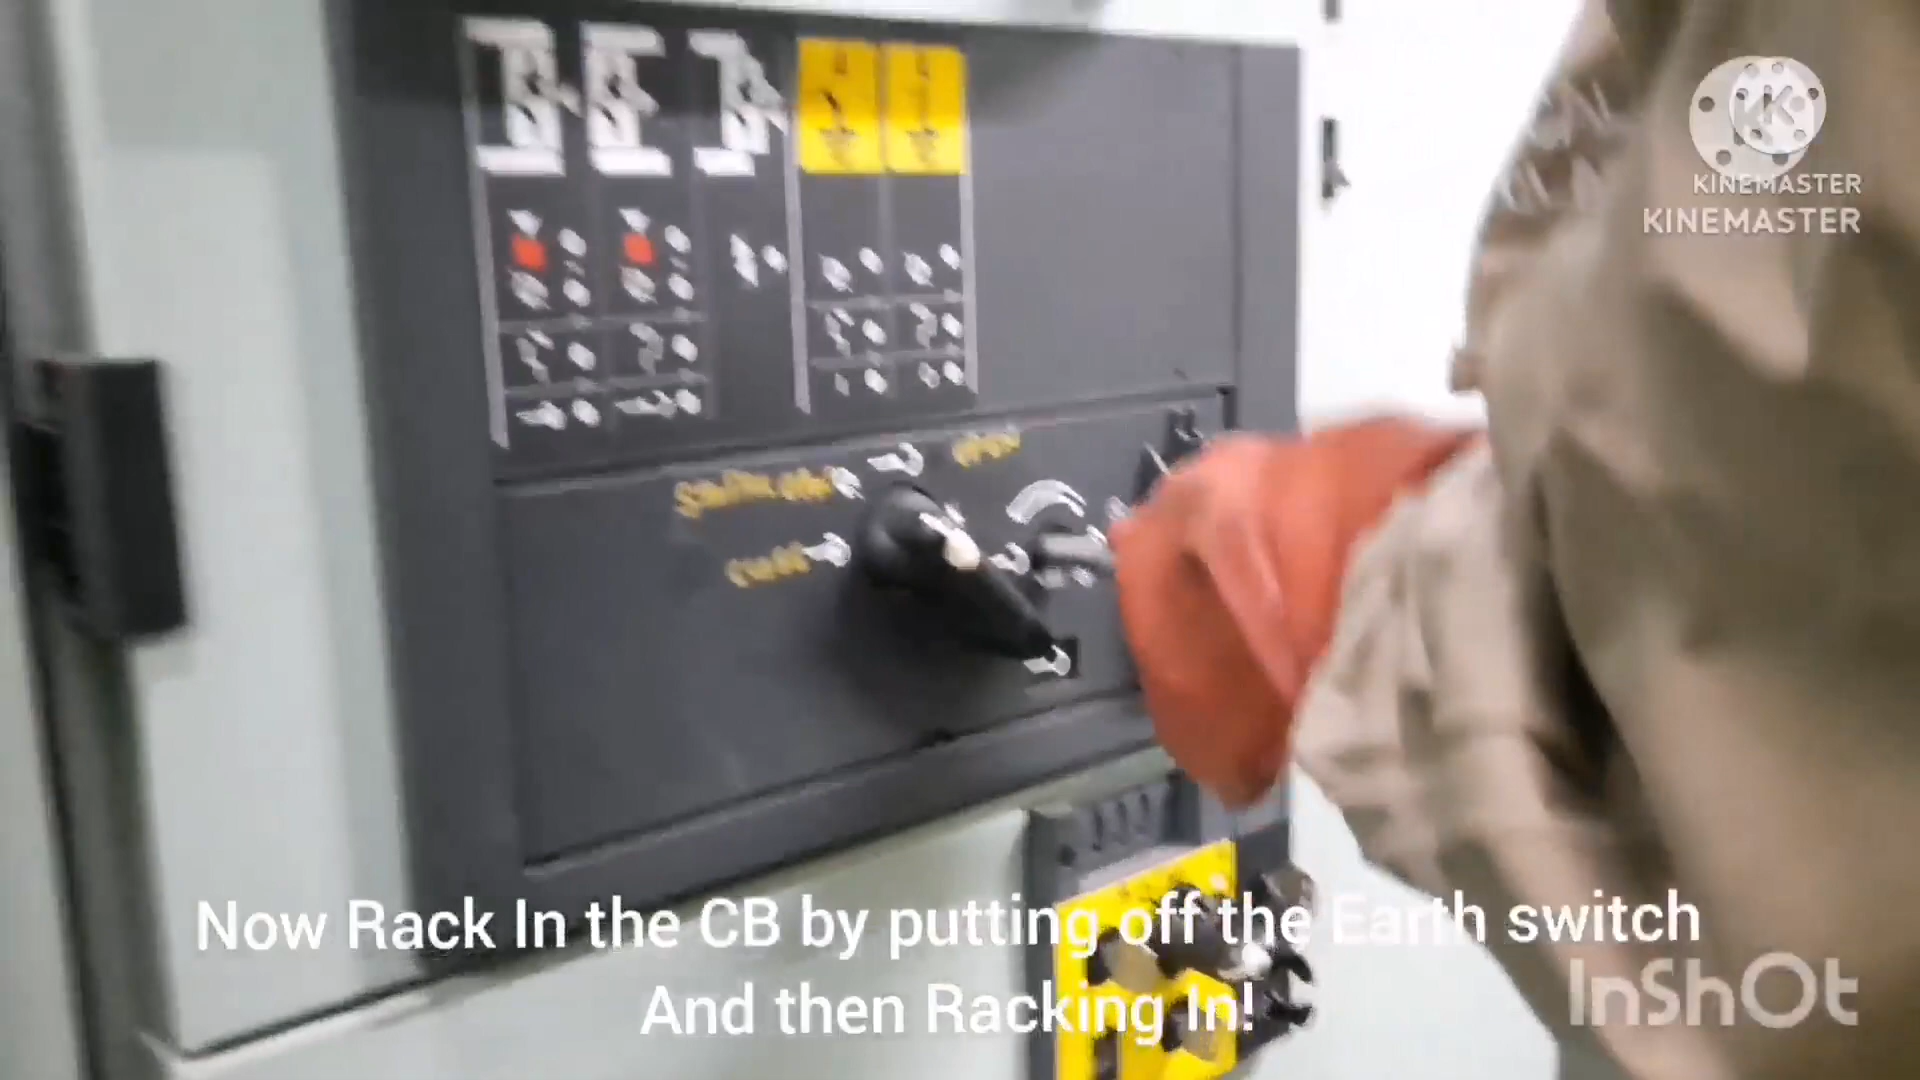 KINEMASTER
KINEMASTER
Now Rack In the CB by putting off the Earth switch
And then Racking In!
InShOt